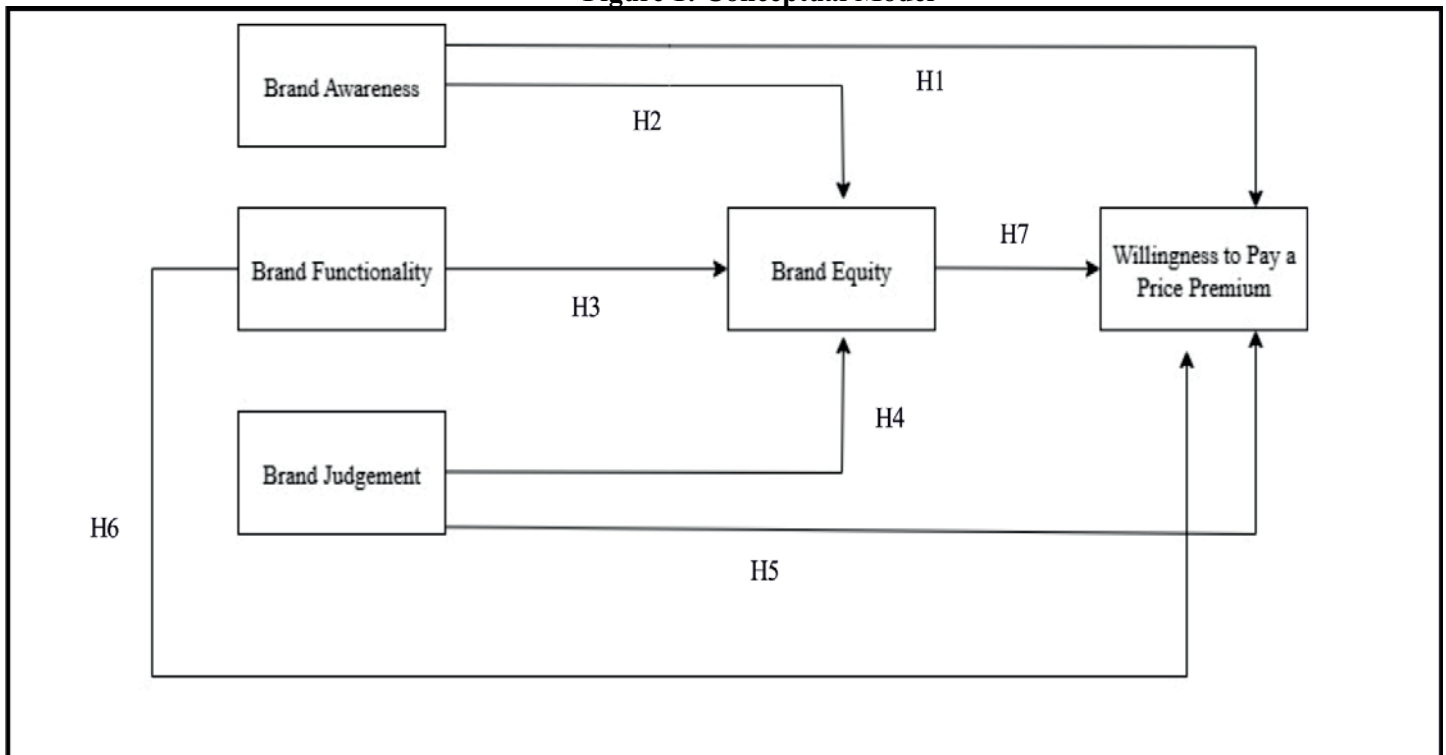 Figure 1: Conceptual Model
Brand Awareness
H1
H2
Brand Functionality
H3
Brand Equity
H7
Willingness to Pay a
Price Premium
H4
Brand Judgement
H6
H5